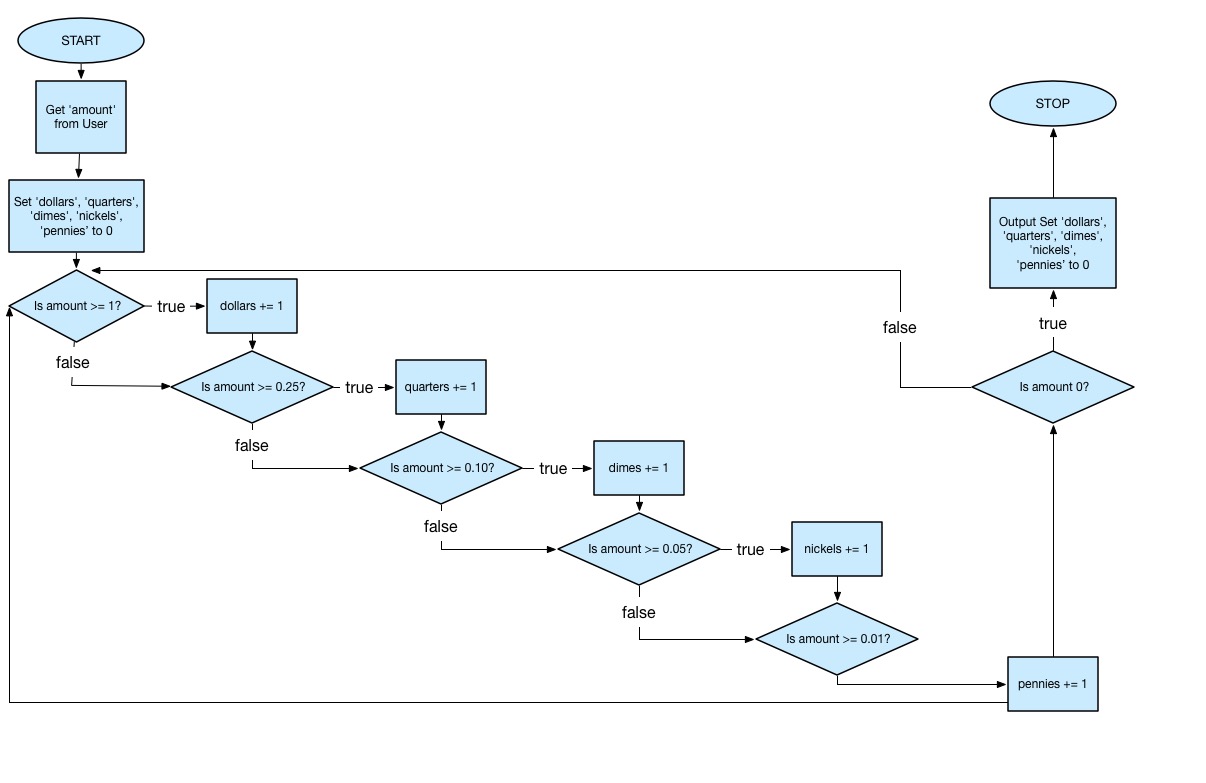 START
Get 'amount'
from User
Set 'dollars', 'quarters',
'dimes', 'nickels',
'pennies' to 0
Is amount >= 1?
true
dollars += 1
false
Is amount >= 0.25?
true
quarters += 1
false
Is amount >= 0.10?
true
dimes += 1
false
Is amount >= 0.05?
true
nickels += 1
false
Is amount >= 0.01?
pennies += 1
Is amount 0?
false
true
Output Set 'dollars',
'quarters', 'dimes',
'nickels',
'pennies' to 0
STOP